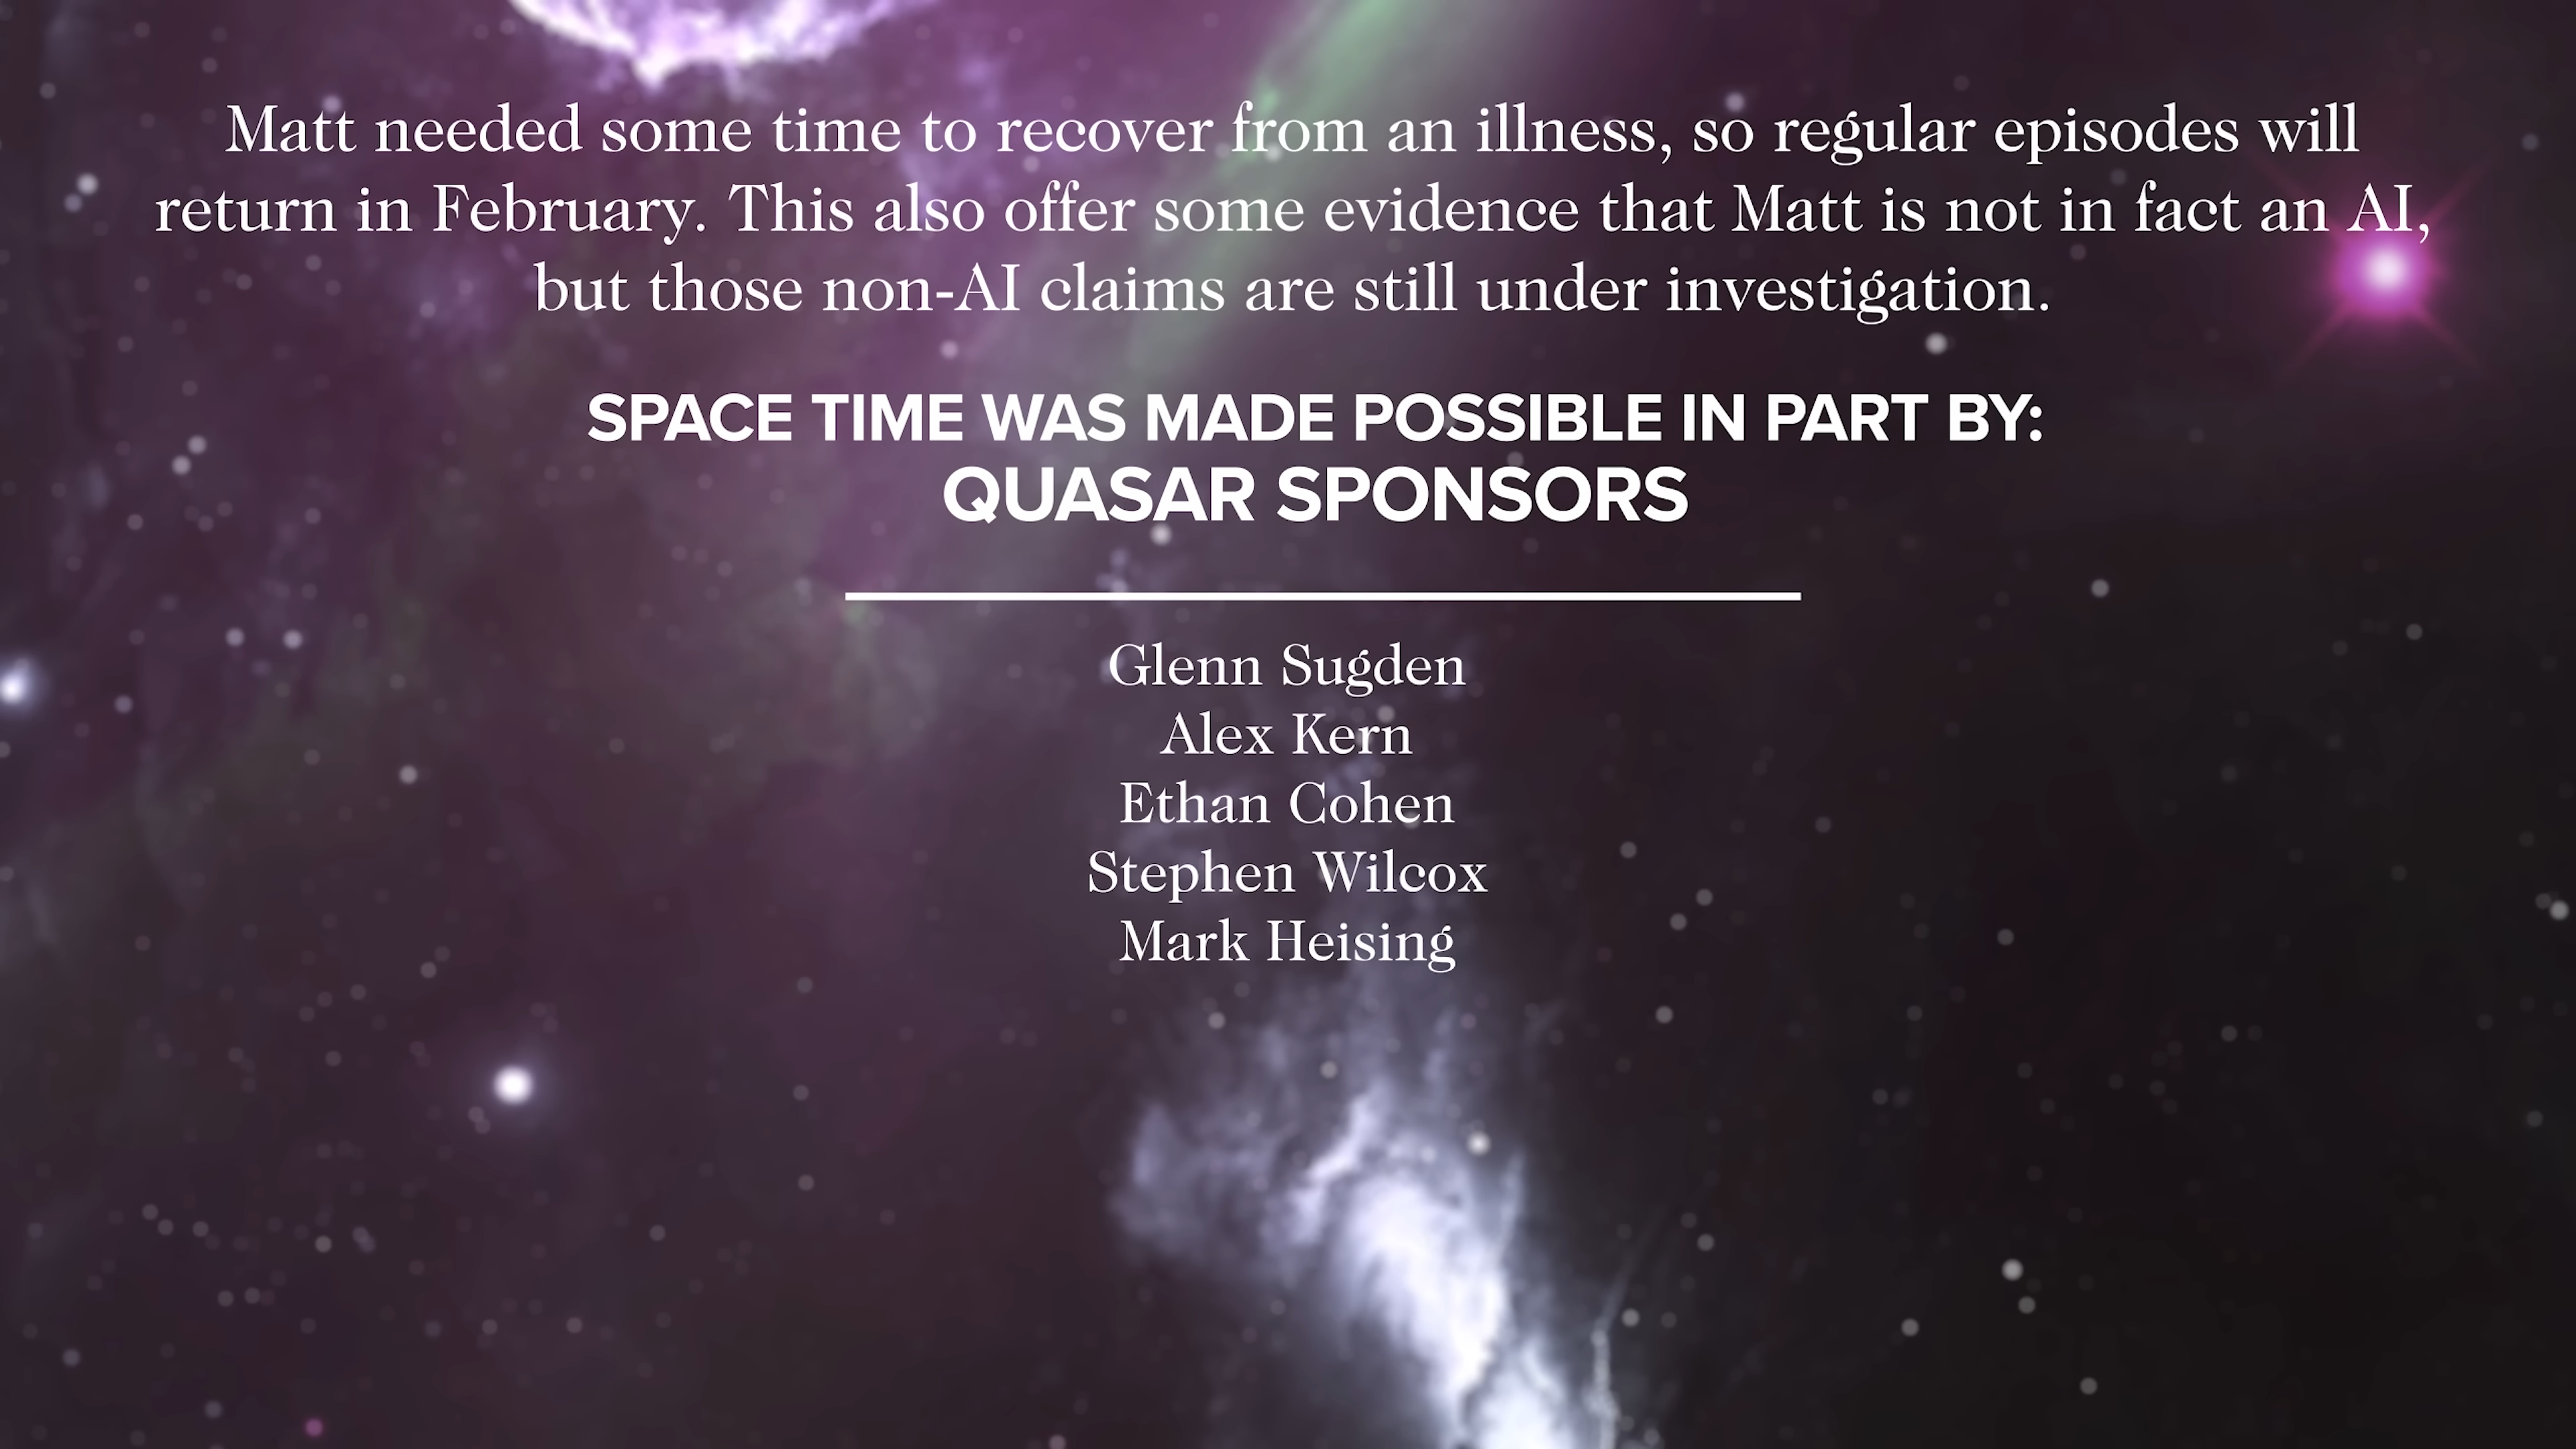 Matt needed some time to recover from an illness, so regular episodes will
return in February. This also offer some evidence that Matt is not in fact an AI,
but those non-AI claims are still under investigation.
SPACE TIME WAS MADE POSSIBLE IN PART BY:
QUASAR SPONSORS
Glenn Sugden
Alex Kern
Ethan Cohen
Stephen Wilcox
Mark Heising